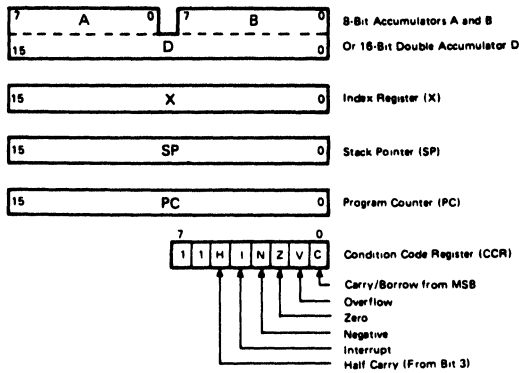 7 A 0 7 B 0 8-Bit Accumulators A and B
15 D 0 Or 16-Bit Double Accumulator D
15 X 0 Index Register (X)
15 SP 0 Stack Pointer (SP)
15 PC 0 Program Counter (PC)
7 0
1 1 H I N Z V C Condition Code Register (CCR)
Carry/Borrow from MSB
Overflow
Zero
Negative
Interrupt
Half Carry (From Bit 3)